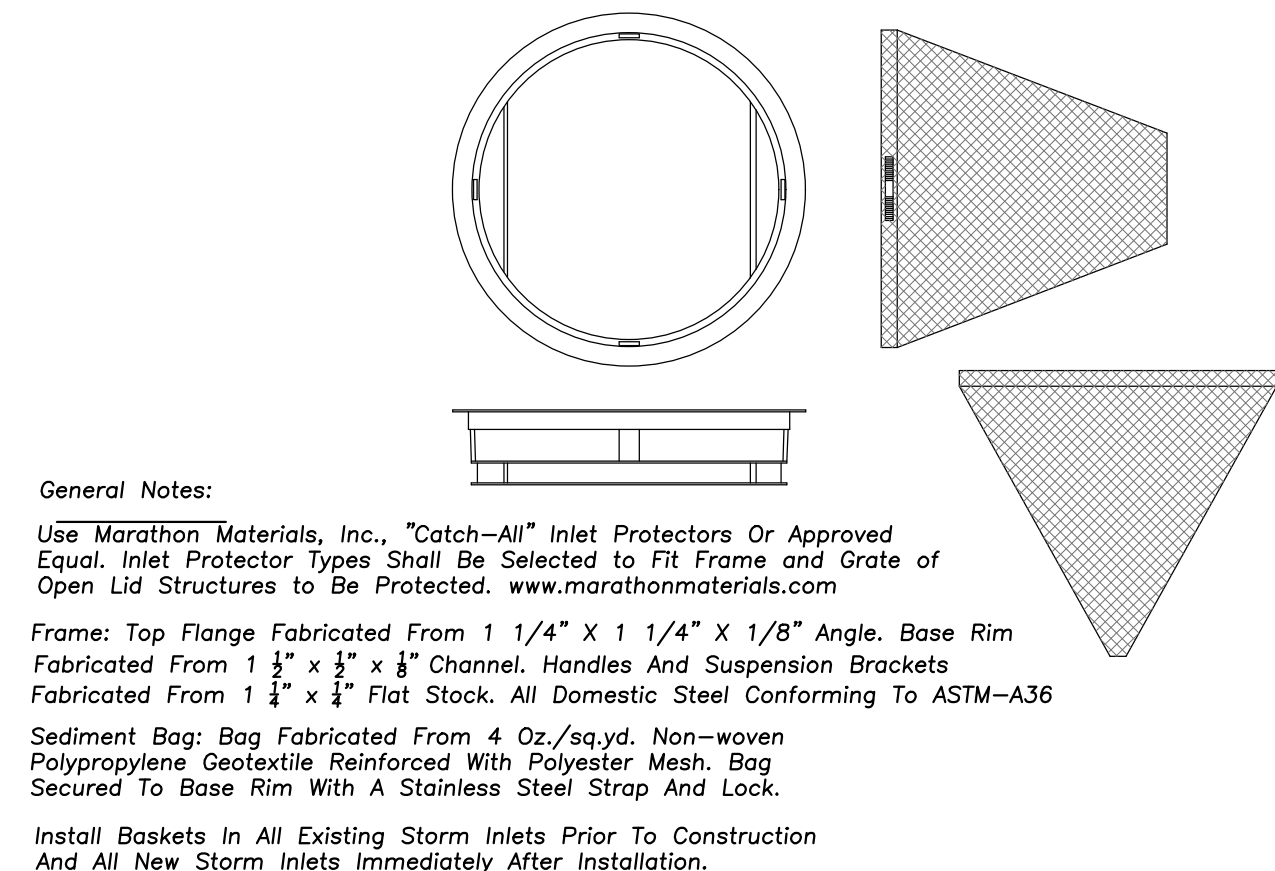 General Notes:
Use Marathon Materials, Inc., "Catch-All" Inlet Protectors Or Approved
Equal. Inlet Protector Types Shall Be Selected to Fit Frame and Grate of
Open Lid Structures to Be Protected. www.marathonmaterials.com
Frame: Top Flange Fabricated From 1 1/4" X 1 1/4" X 1/8" Angle. Base Rim
Fabricated From 1 1/2" x 1/2" x 1/8" Channel. Handles And Suspension Brackets
Fabricated From 1 1/4" x 1/4" Flat Stock. All Domestic Steel Conforming To ASTM-A36
Sediment Bag: Bag Fabricated From 4 Oz./sq.yd. Non-woven
Polypropylene Geotextile Reinforced With Polyester Mesh. Bag
Secured To Base Rim With A Stainless Steel Strap And Lock.
Install Baskets In All Existing Storm Inlets Prior To Construction
And All New Storm Inlets Immediately After Installation.